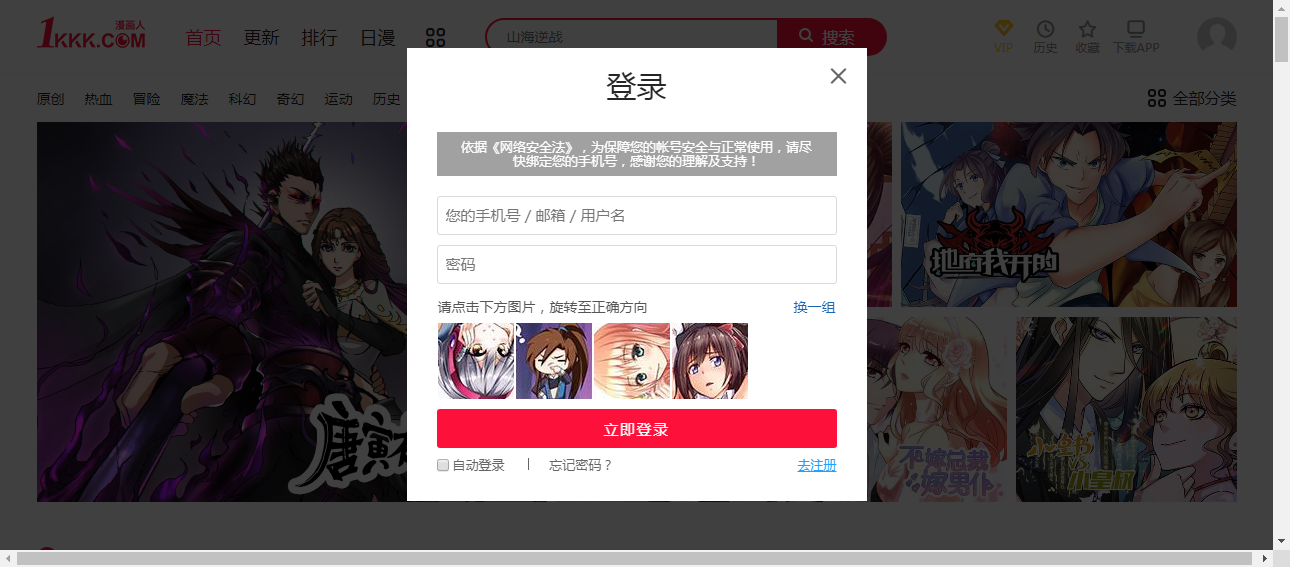 漫画人
1KKK.COM
首页 更新 排行 日漫
山海逆战
搜索
VIP 历史 收藏 下载APP
原创 热血 冒险 魔法 科幻 奇幻 运动 历史
全部分类
登录
依据《网络安全法》，为保障您的帐号安全与正常使用，请尽
快绑定您的手机号，感谢您的理解及支持！
您的手机号 / 邮箱 / 用户名
密码
请点击下方图片，旋转至正确方向
换一组
立即登录
自动登录 | 忘记密码？
去注册
地府我开的
唐寅
不嫁总裁
嫁男仆